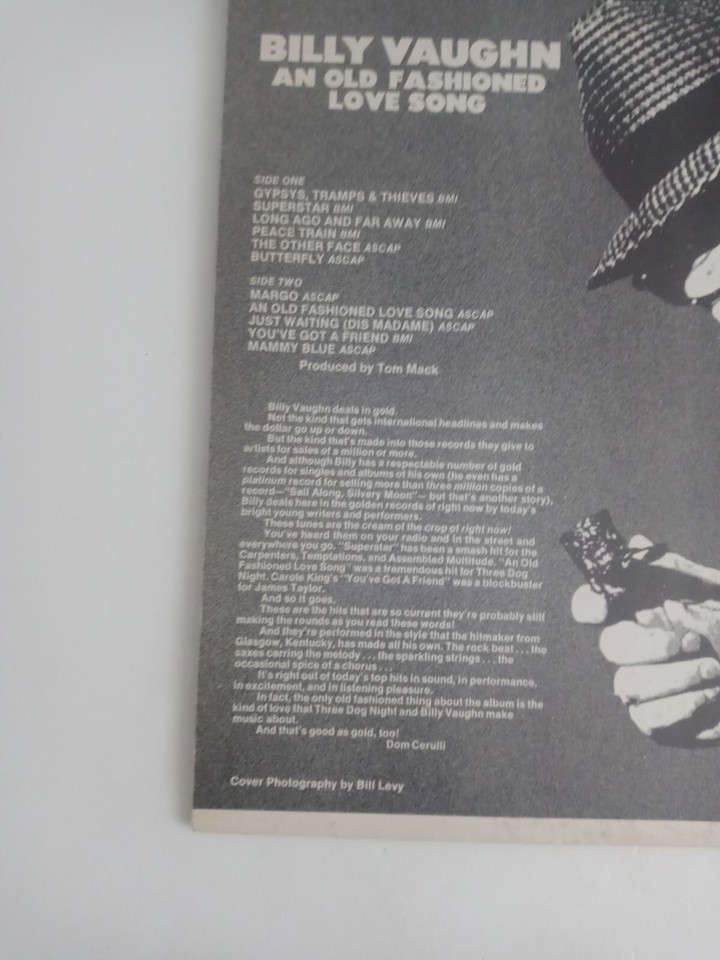 BILLY VAUGHN
AN OLD FASHIONED
LOVE SONG
SIDE ONE
GYPSYS, TRAMPS & THIEVES BMI
SUPERSTAR BMI
LONG AGO AND FAR AWAY BMI
PEACE TRAIN BMI
THE OTHER FACE ASCAP
BUTTERFLY ASCAP
SIDE TWO
MARGO ASCAP
AN OLD FASHIONED LOVE SONG ASCAP
JUST WAITING (DIS MADAME) ASCAP
YOU'VE GOT A FRIEND BMI
MAMMY BLUE ASCAP
Produced by Tom Mack
Billy Vaughn deals in gold.
Not the kind that gets international headlines and makes
the dollar go up or down.
But the kind that's made into those records they give to
artists for sales of a million or more.
And although Billy has a respectable number of gold
records for singles and albums of his own (he even has a
platinum record for selling more than three million copies of a
record—"Sail Along, Silvery Moon"— but that's another story),
Billy deals here in the golden records of right now by today's
bright young writers and performers.
These tunes are the cream of the crop of right now!
You've heard them on your radio and in the street and
everywhere you go. "Superstar" has been a smash hit for the
Carpenters, Temptations, and Assembled Multitude. "An Old
Fashioned Love Song" was a tremendous hit for Three Dog
Night. Carole King's "You've Got A Friend" was a blockbuster
for James Taylor.
And so it goes.
These are the hits that are so current they're probably still
making the rounds as you read these words!
And they're performed in the style that the hitmaker from
Glasgow, Kentucky, has made all his own. The rock beat . . . the
saxes carring the melody . . . the sparkling strings . . . the
occasional spice of a chorus . . .
It's right out of today's top hits in sound, in performance,
in excitement, and in listening pleasure.
In fact, the only old fashioned thing about the album is the
kind of love that Three Dog Night and Billy Vaughn make
music about.
And that's good as gold, too!
Dom Cerulli
Cover Photography by Bill Levy